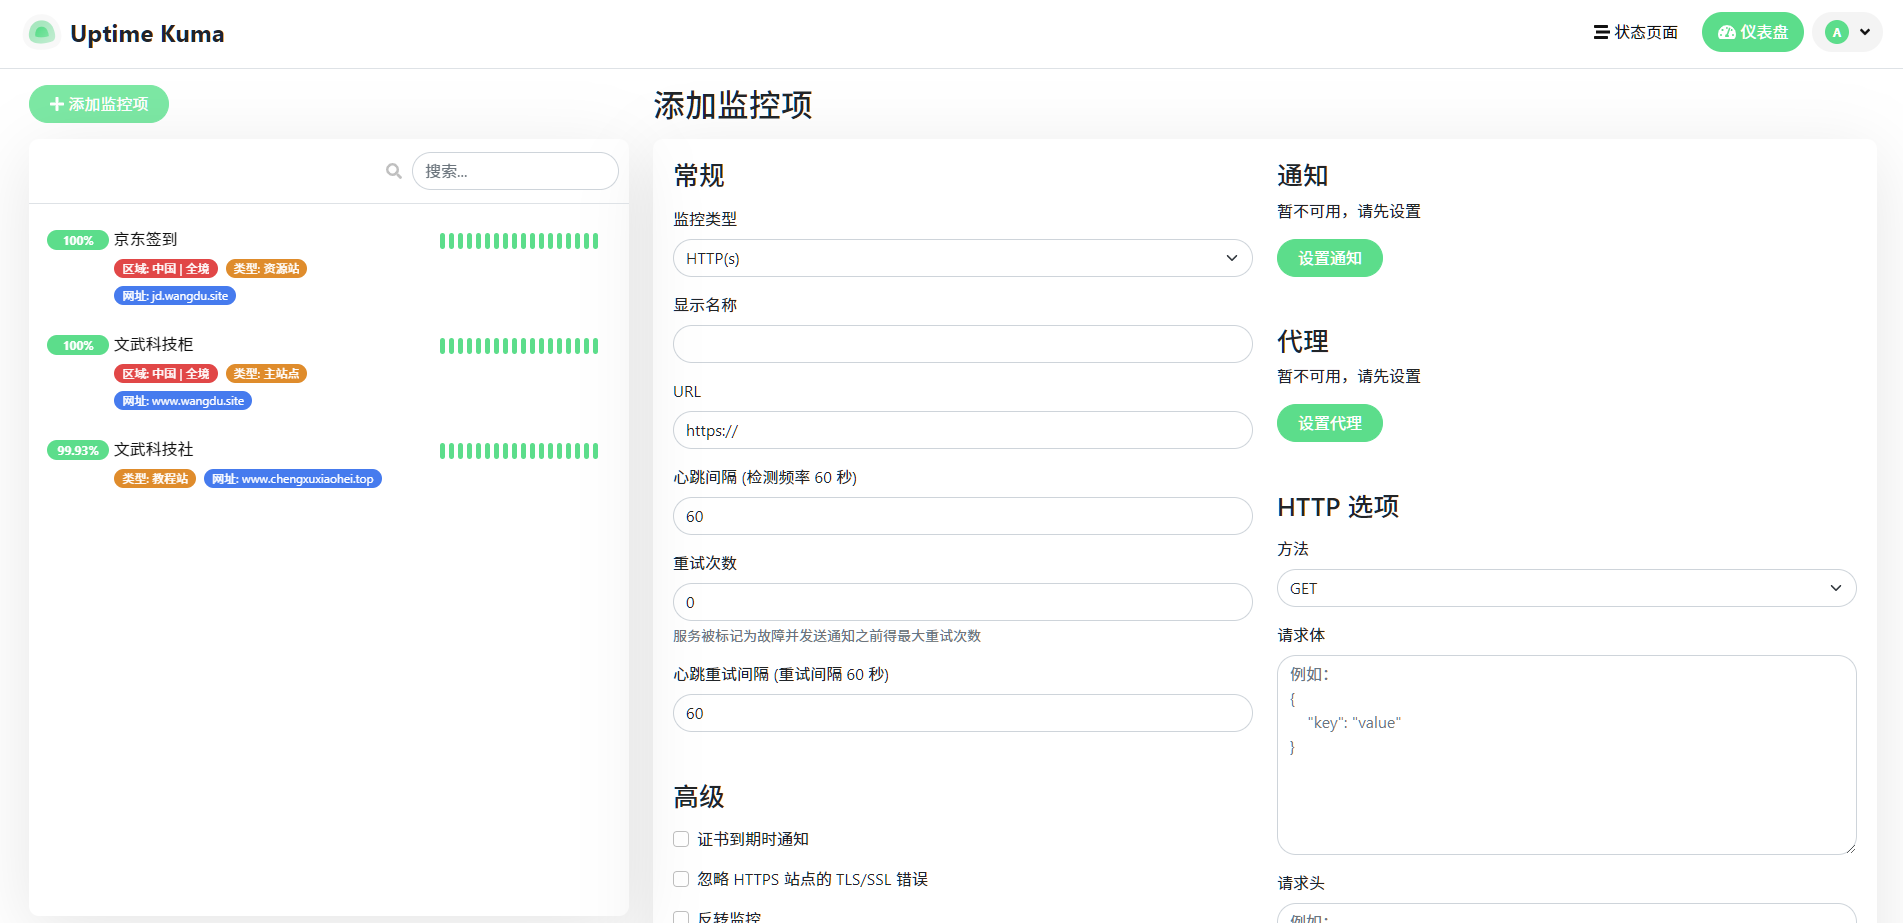 Uptime Kuma
状态页面
仪表盘
A
添加监控项
搜索...
100%
京东签到
区域: 中国 | 全境
类型: 资源站
网址: jd.wangdu.site
100%
文武科技柜
区域: 中国 | 全境
类型: 主站点
网址: www.wangdu.site
99.93%
文武科技社
类型: 教程站
网址: www.chengxuxiaohei.top
添加监控项
常规
监控类型
HTTP(s)
显示名称
URL
https://
心跳间隔 (检测频率 60 秒)
60
重试次数
0
服务被标记为故障并发送通知之前得最大重试次数
心跳重试间隔 (重试间隔 60 秒)
60
高级
证书到期时通知
忽略 HTTPS 站点的 TLS/SSL 错误
反转监控
通知
暂不可用，请先设置
设置通知
代理
暂不可用，请先设置
设置代理
HTTP 选项
方法
GET
请求体
例如：
{
"key": "value"
}
请求头
例如：